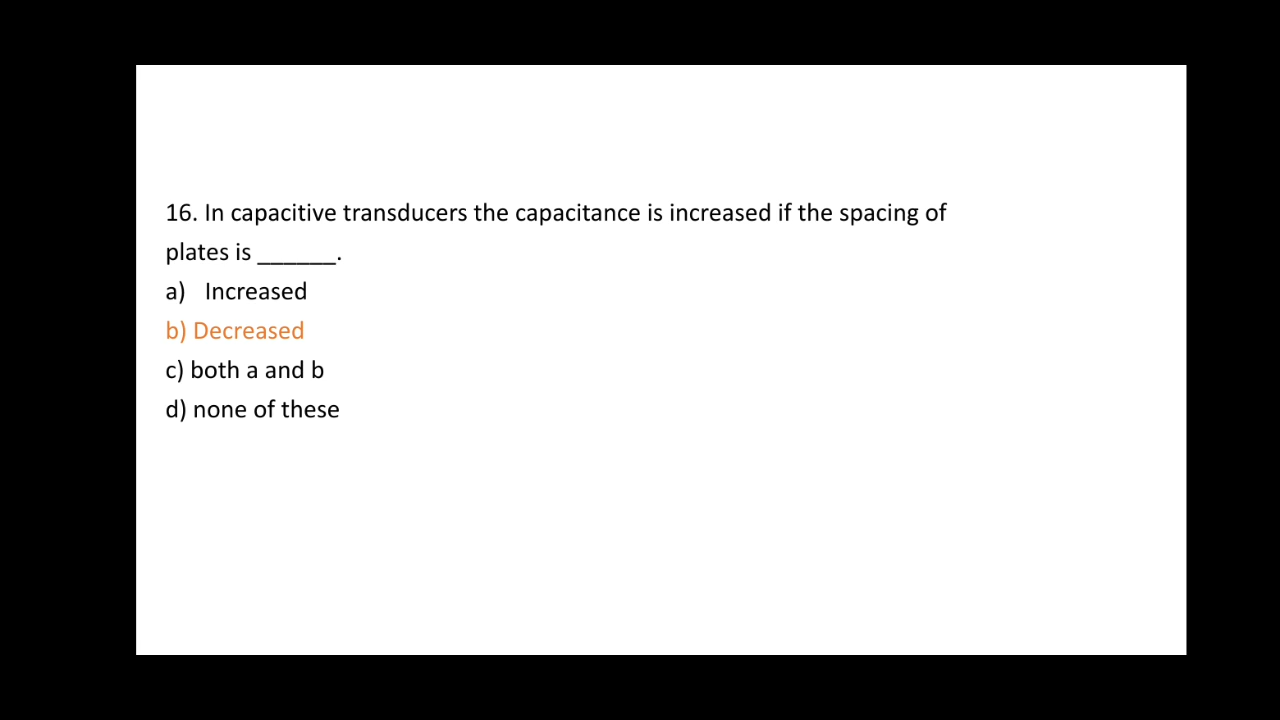 16. In capacitive transducers the capacitance is increased if the spacing of
plates is ______.
a) Increased
b) Decreased
c) both a and b
d) none of these